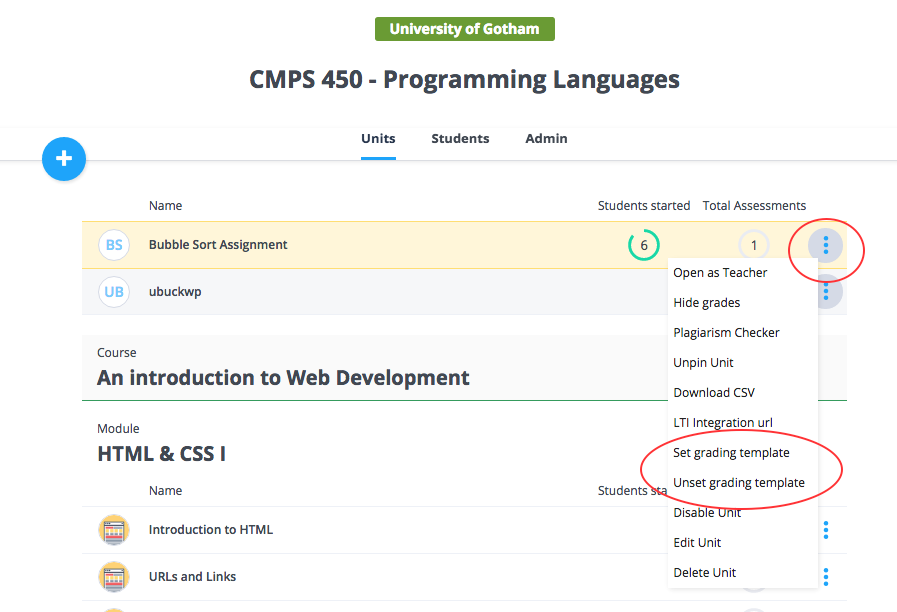 University of Gotham
CMPS 450 - Programming Languages
Units Students Admin
Name Students started Total Assessments
BS Bubble Sort Assignment 6 1
UB ubuckwp
Open as Teacher
Hide grades
Plagiarism Checker
Unpin Unit
Download CSV
LTI Integration url
Set grading template
Unset grading template
Disable Unit
Edit Unit
Delete Unit
Course
An introduction to Web Development
Module
HTML & CSS I
Name Students sta
Introduction to HTML
URLs and Links